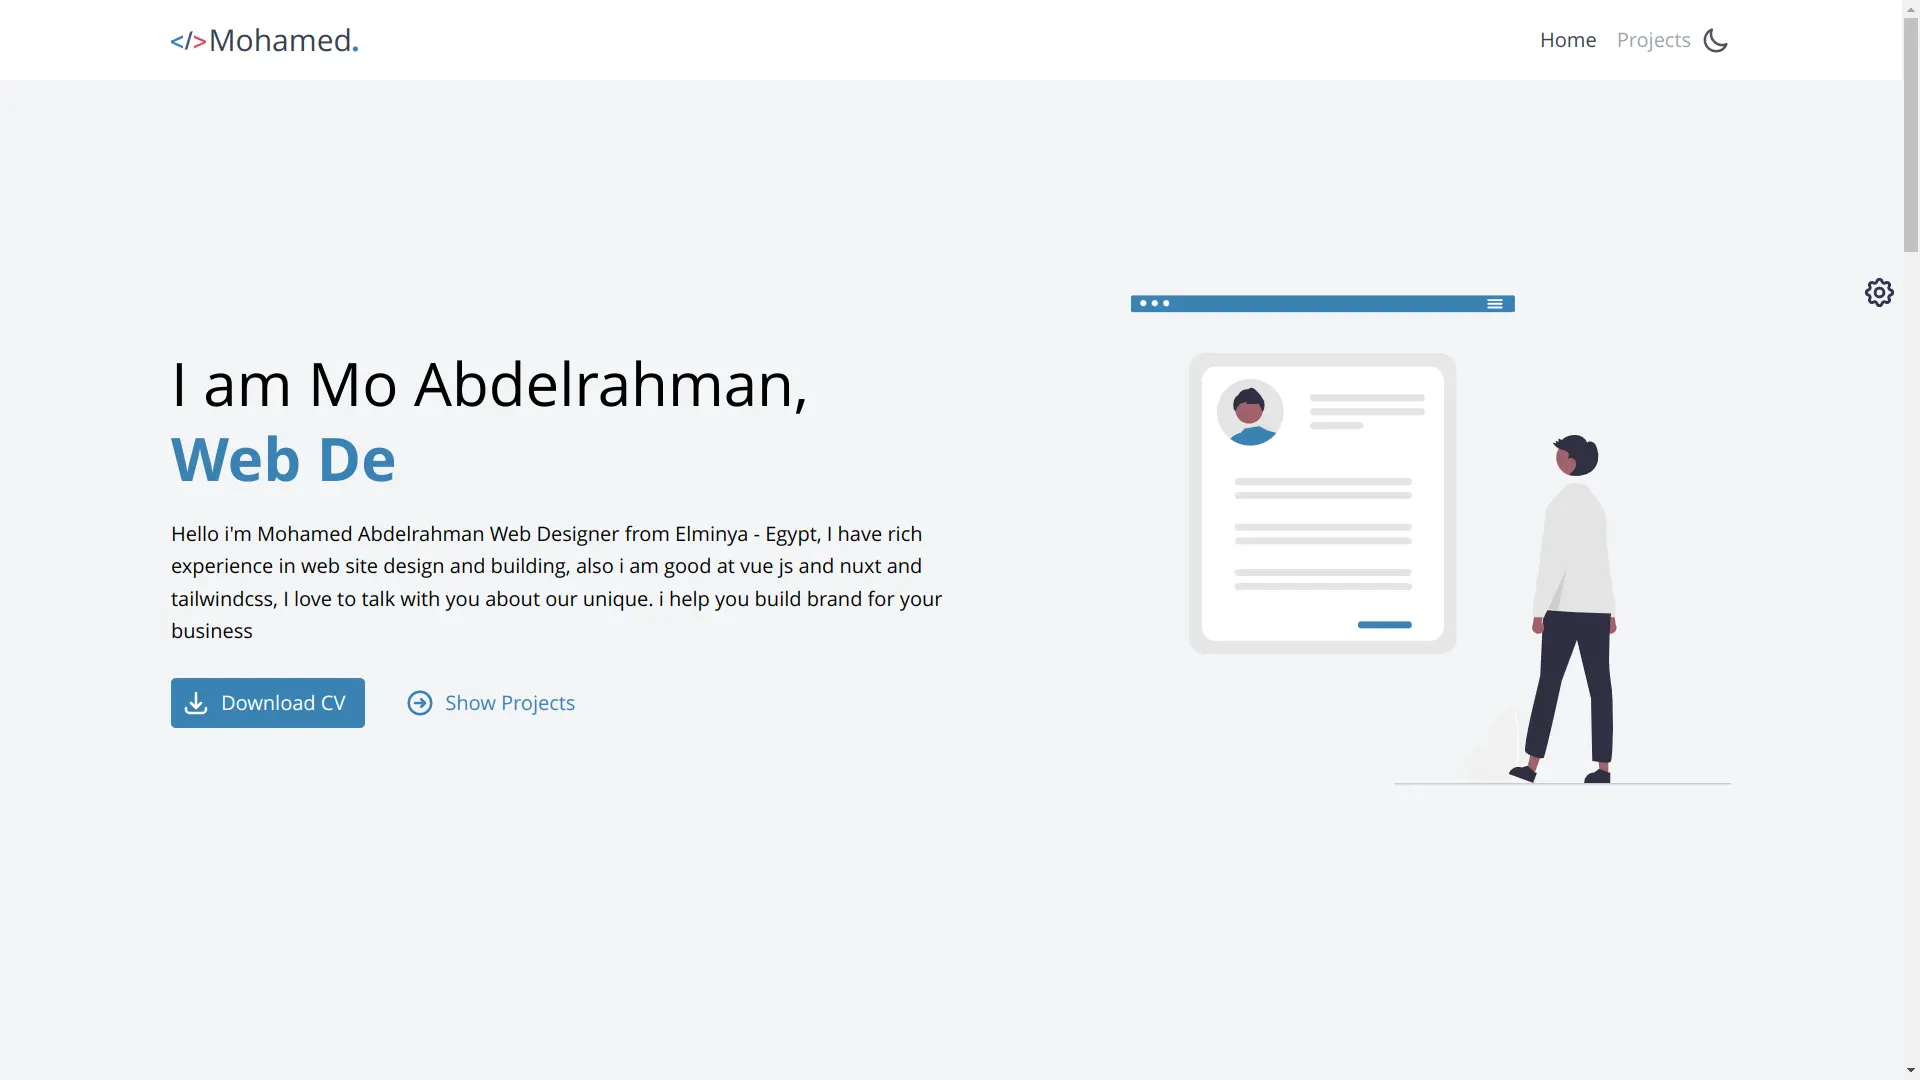 </>Mohamed.
Home Projects
I am Mo Abdelrahman,
Web De
Hello i'm Mohamed Abdelrahman Web Designer from Elminya - Egypt, I have rich
experience in web site design and building, also i am good at vue js and nuxt and
tailwindcss, I love to talk with you about our unique. i help you build brand for your
business
Download CV
Show Projects